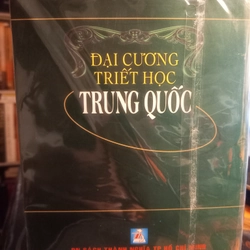 ĐẠI CƯƠNG
TRIẾT HỌC
TRUNG QUỐC